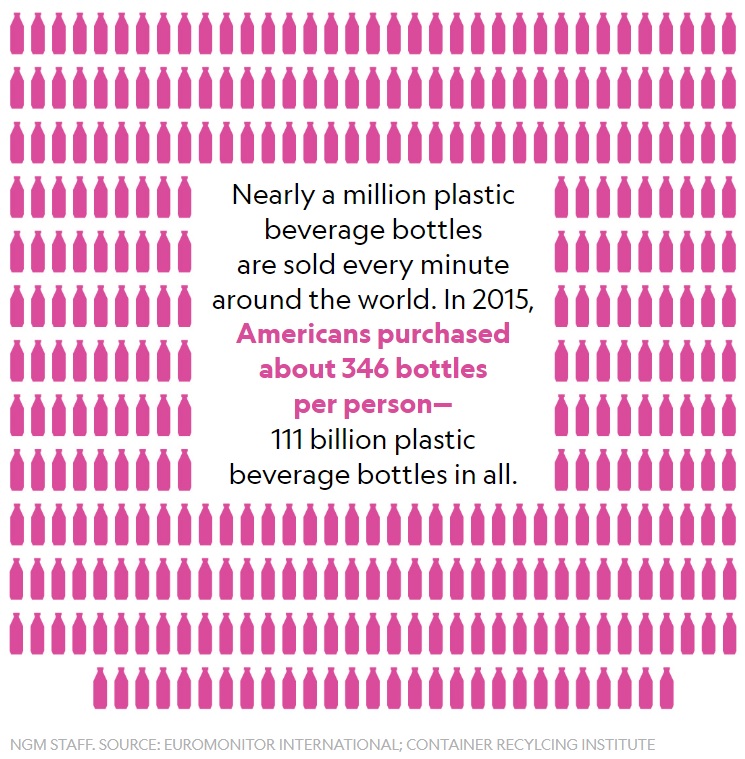 Nearly a million plastic
beverage bottles
are sold every minute
around the world. In 2015,
Americans purchased
about 346 bottles
per person—
111 billion plastic
beverage bottles in all.
NGM STAFF. SOURCE: EUROMONITOR INTERNATIONAL; CONTAINER RECYLCING INSTITUTE